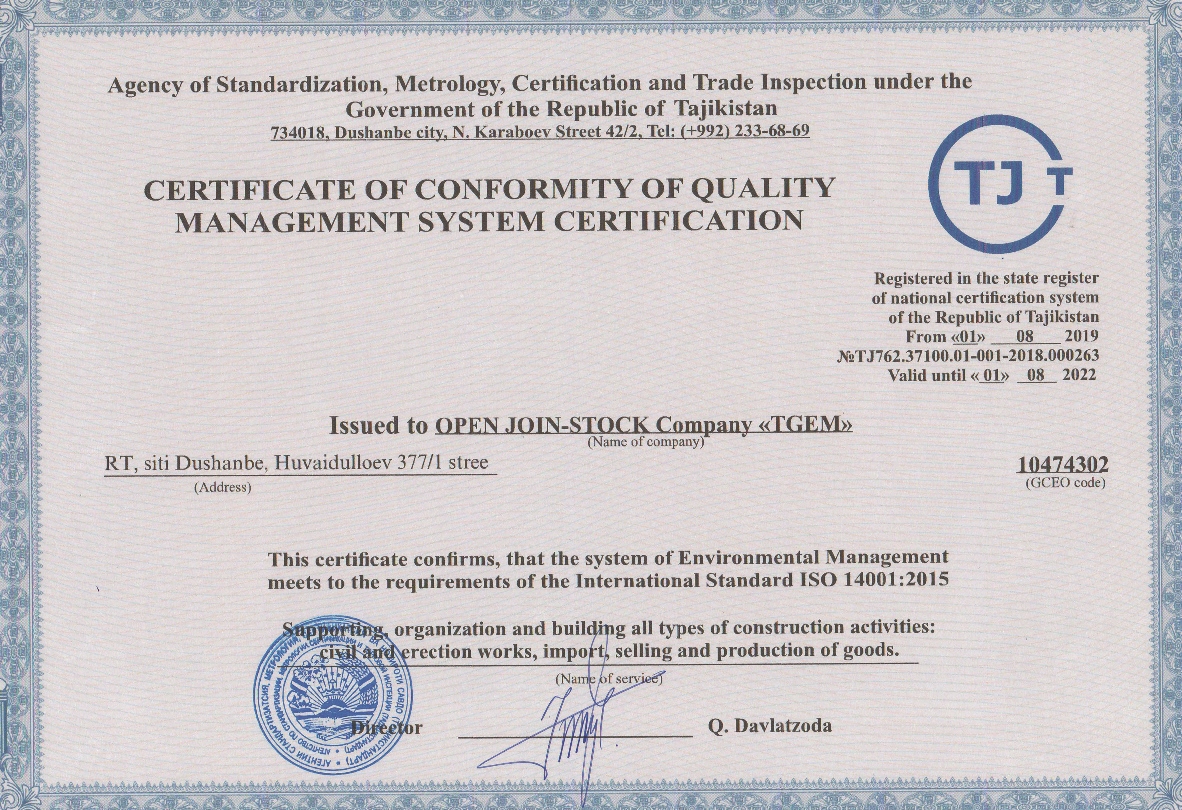 Agency of Standardization, Metrology, Certification and Trade Inspection under the
Government of the Republic of Tajikistan
734018, Dushanbe city, N. Karaboev Street 42/2, Tel: (+992) 233-68-69
CERTIFICATE OF CONFORMITY OF QUALITY
MANAGEMENT SYSTEM CERTIFICATION
TJ T
Registered in the state register
of national certification system
of the Republic of Tajikistan
From «01» 08 2019
№TJ762.37100.01-001-2018.000263
Valid until « 01» 08 2022
Issued to OPEN JOIN-STOCK Company «TGEM»
(Name of company)
RT, siti Dushanbe, Huvaidulloev 377/1 stree
(Address)
10474302
(GCEO code)
This certificate confirms, that the system of Environmental Management
meets to the requirements of the International Standard ISO 14001:2015
Supporting, organization and building all types of construction activities:
civil and erection works, import, selling and production of goods.
(Name of service)
Director
Q. Davlatzoda